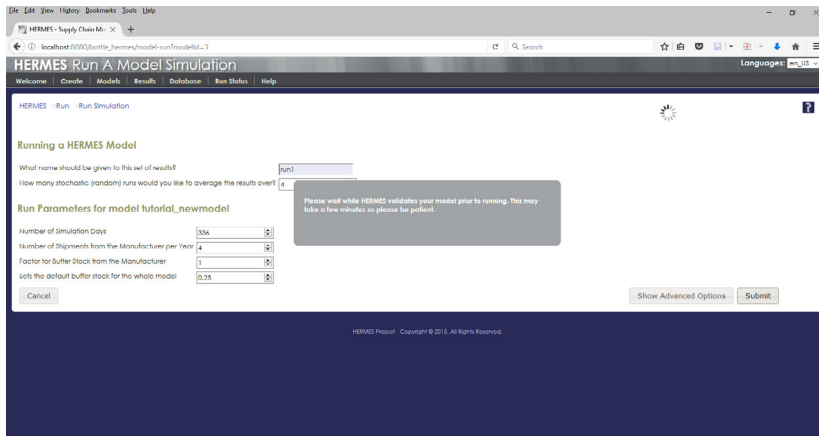 File Edit View History Bookmarks Tools Help
HERMES - Supply Chain Mo
localhost:8080/bottle_hermes/model-run?modelId=3
Search
HERMES Run A Model Simulation
Languages: en_US
Welcome Create Models Results Database Run Status Help
HERMES Run Run Simulation
?
Running a HERMES Model
What name should be given to this set of results?
run1
How many stochastic (random) runs would you like to average the results over?
4
Please wait while HERMES validates your model prior to running. This may
take a few minutes so please be patient.
Run Parameters for model tutorial_newmodel
Number of Simulation Days
336
Number of Shipments from the Manufacturer per Year
4
Factor for Buffer Stock from the Manufacturer
1
Sets the default buffer stock for the whole model
0.25
Cancel
Show Advanced Options
Submit
HERMES Project Copyright © 2015, All Rights Reserved.